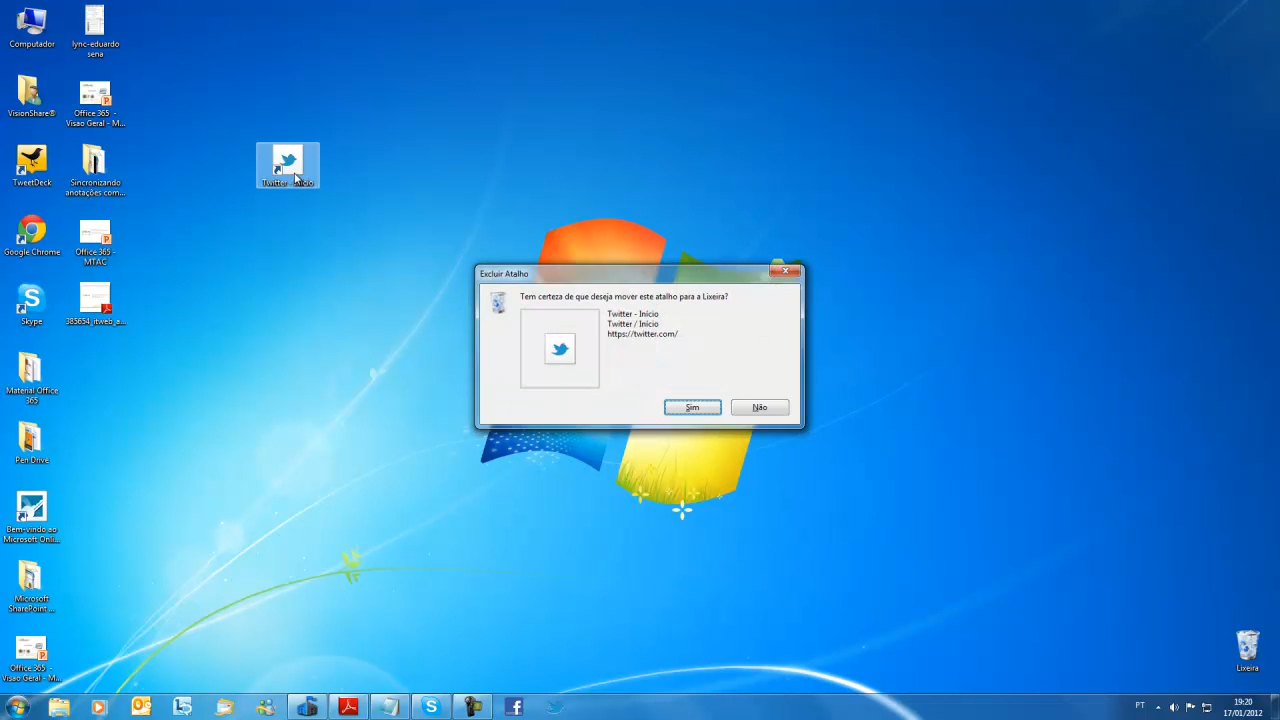 Computador
lync-eduardo
sena
VisionShare®
Office 365 -
Visao Geral - M...
TweetDeck
Sincronizando
anotações.com...
Twitter - Início
Google Chrome
Office 365 -
MTAC
Skype
385654_itweb_a...
Material Office
365
Pen Drive
Bem-vindo ao
Microsoft Onli...
Microsoft
SharePoint ...
Office 365 -
Visao Geral - M...
Excluir Atalho
Tem certeza de que deseja mover este atalho para a Lixeira?
Twitter - Início
Twitter / Início
https://twitter.com/
Sim
Não
Lixeira
PT
19:20
17/01/2012